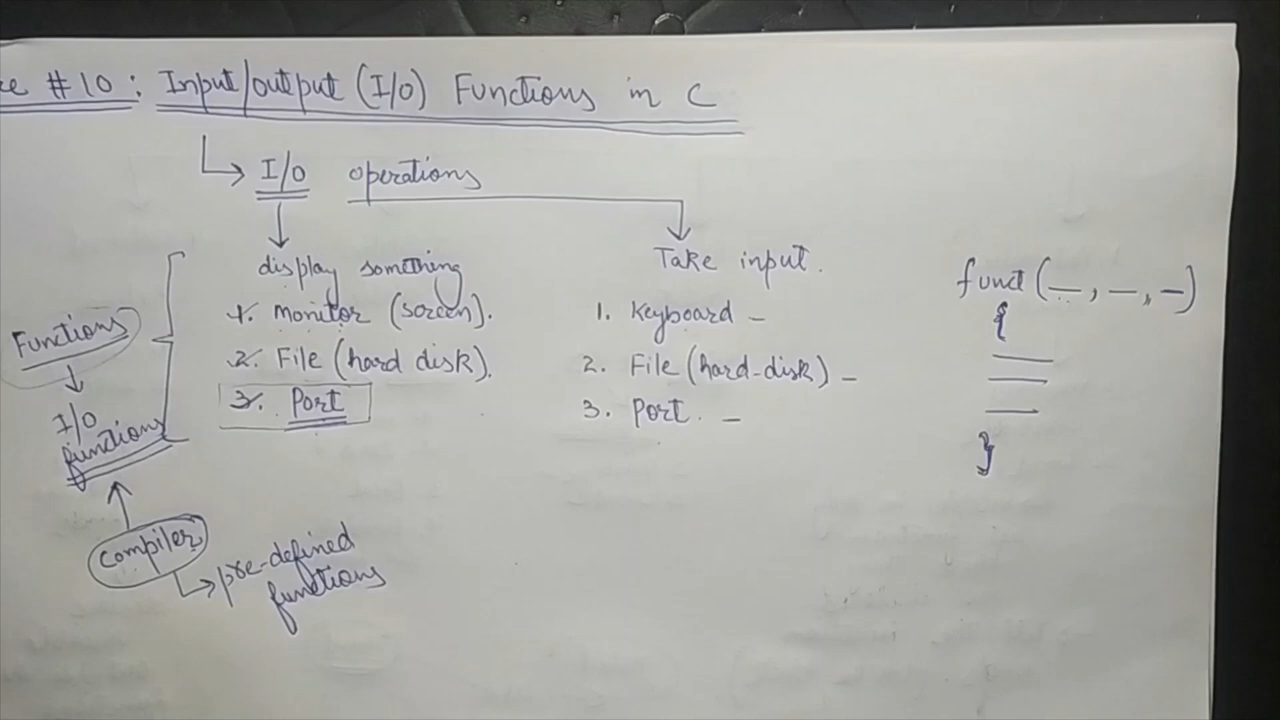 #10: Input/output (I/O) Functions in C
I/O operations
display something
1. Monitor (screen).
2. File (hard disk).
3. Port
Take input.
1. Keyboard -
2. File (hard-disk) -
3. Port. -
funct(_, _, _)
{
}
Functions
I/O
functions
Compiler
pre-defined
functions